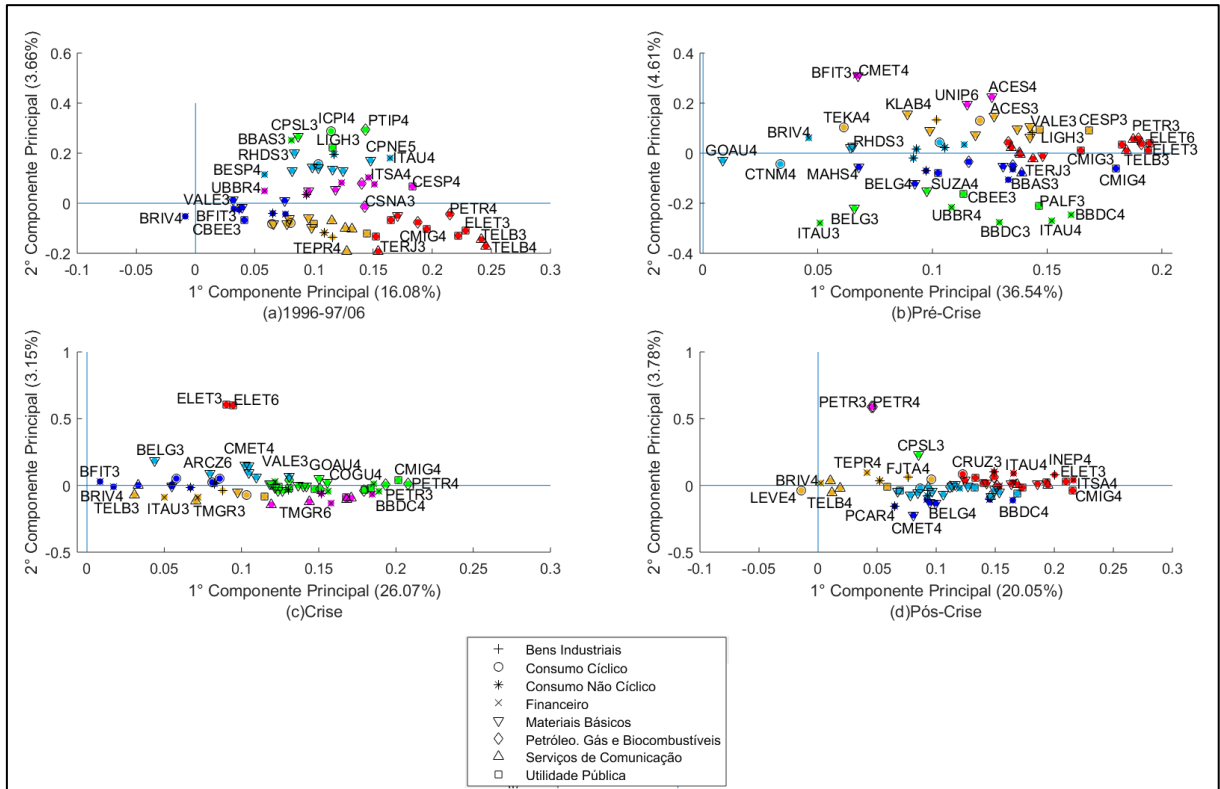 2° Componente Principal (3.66%)
0.6
0.4
0.2
0
-0.2
CPSL3
ICPI4
PTIP4
BBAS3
LIGH3
RHDS3
CPNE5
ITAU4
BESP4
ITSA4
UBBR4
CESP4
VALE3
CSNA3
BRIV4
BFIT3
PETR4
CBEE3
ELET3
CMIG4
TEPR4
TERJ3
TELB3
TELB4
-0.1
0
0.05
0.1
0.15
0.2
0.25
0.3
1° Componente Principal (16.08%)
(a)1996-97/06
2° Componente Principal (4.61%)
0.4
0.2
0
-0.2
-0.4
BFIT3
CMET4
UNIP6
ACES4
KLAB4
ACES3
TEKA4
VALE3
CESP3
BRIV4
RHDS3
LIGH3
PETR3
ELET6
GOAU4
ELET3
CTNM4
MAHS4
CMIG3
TELB3
TERJ3
BELG4
SUZA4
BBAS3
CMIG4
CBEE3
BELG3
UBBR4
PALF3
ITAU3
BBDC3
BBDC4
ITAU4
0
0.05
0.1
0.15
0.2
1° Componente Principal (36.54%)
(b)Pré-Crise
2° Componente Principal (3.15%)
1
0.5
0
-0.5
ELET3
ELET6
BELG3
CMET4
ARCZ6
VALE3
GOAU4
BFIT3
COGU4
CMIG4
PETR4
BRIV4
PETR3
TELB3
ITAU3
TMGR3
TMGR6
BBDC4
0
0.05
0.1
0.15
0.2
0.25
0.3
1° Componente Principal (26.07%)
(c)Crise
2° Componente Principal (3.78%)
1
0.5
0
-0.5
PETR3
PETR4
CPSL3
TEPR4
CRUZ3
ITAU4
INEP4
FJTA4
ELET3
BRIV4
ITSA4
LEVE4
TELB4
CMIG4
PCAR4
BELG4
BBDC4
CMET4
-0.1
-0.05
0
0.05
0.1
0.15
0.2
0.25
0.3
1° Componente Principal (20.05%)
(d)Pós-Crise
Bens Industriais
Consumo Cíclico
Consumo Não Cíclico
Financeiro
Materiais Básicos
Petróleo. Gás e Biocombustíveis
Serviços de Comunicação
Utilidade Pública